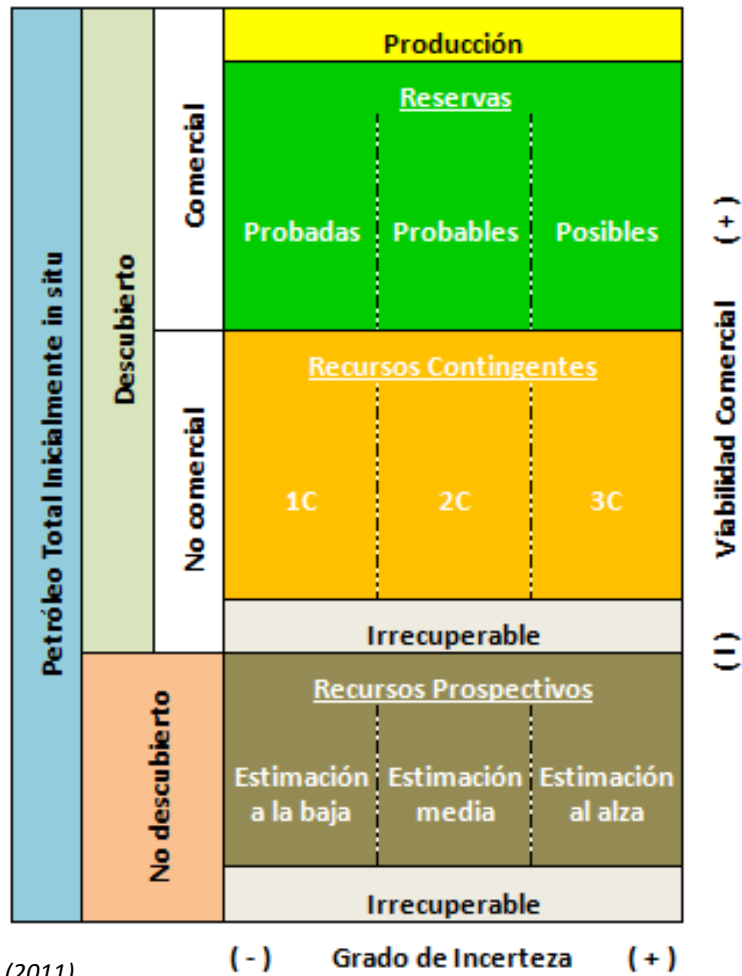 Producción
Reservas
Probadas Probables Posibles
Recursos Contingentes
1C 2C 3C
Irrecuperable
Recursos Prospectivos
Estimación a la baja
Estimación media
Estimación al alza
Irrecuperable
Comercial
No comercial
Descubierto
No descubierto
Petróleo Total Inicialmente in situ
( + )
Viabilidad Comercial
( I )
( - ) Grado de Incerteza ( + )
(2011)